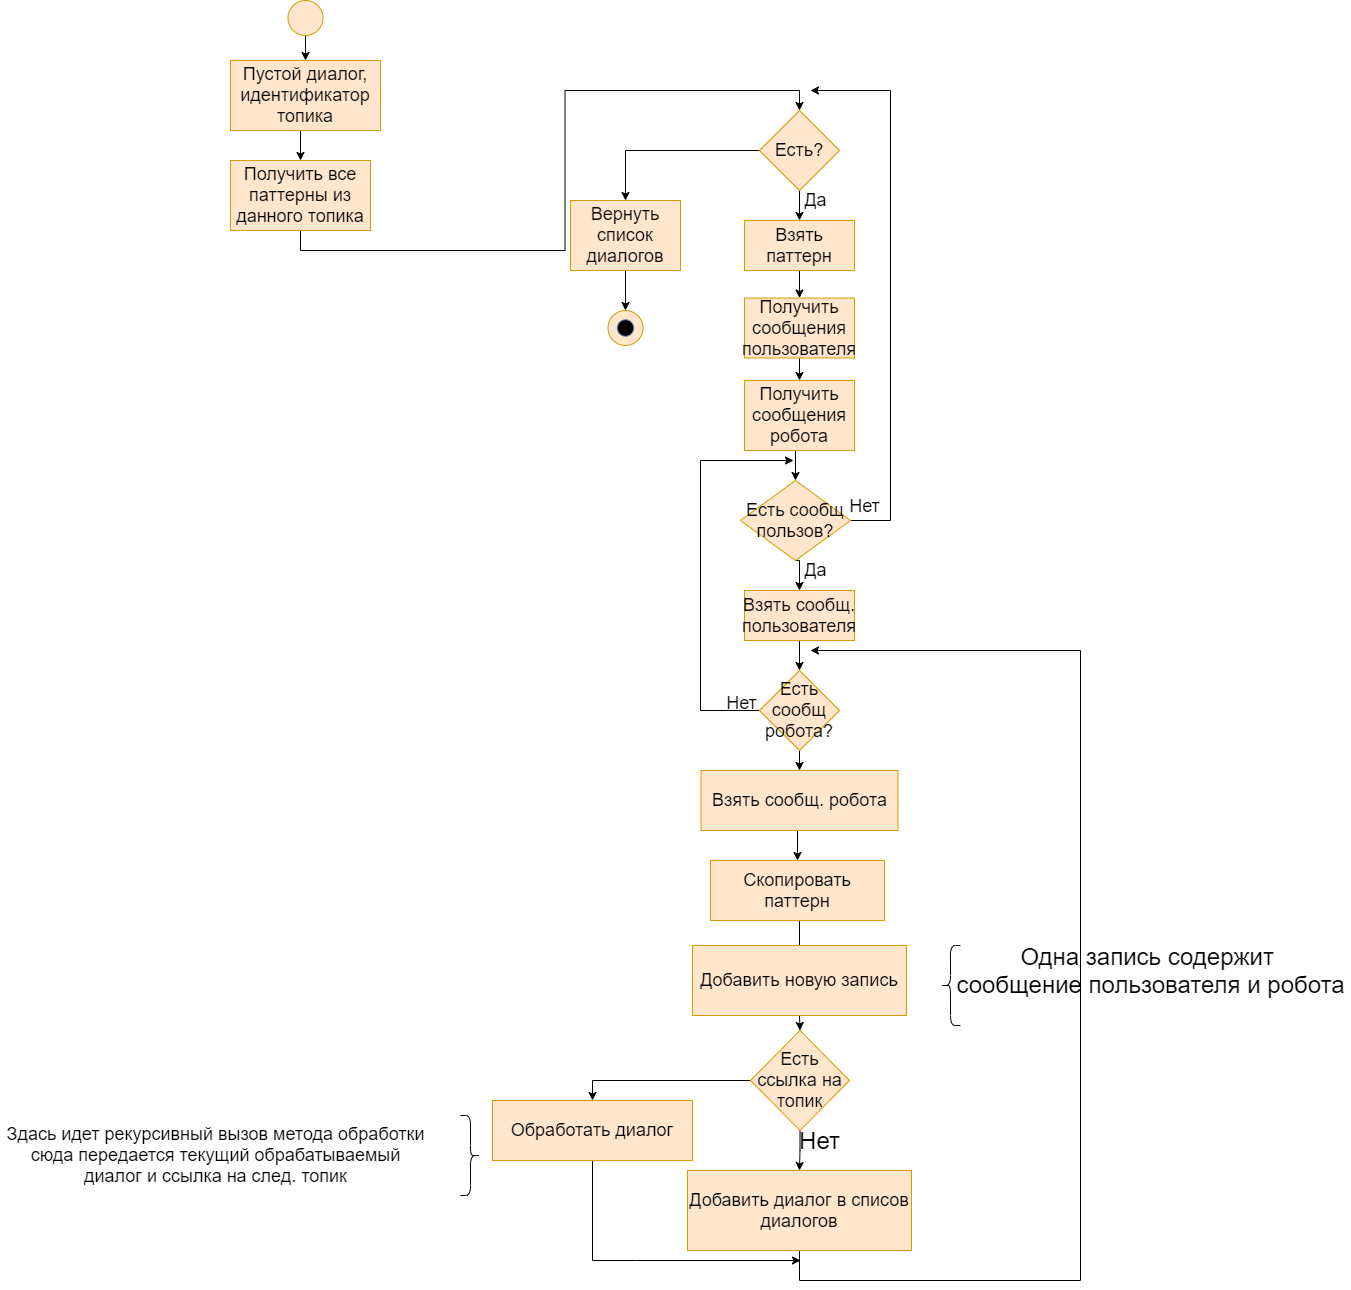 Пустой диалог,
идентификатор
топика
Получить все
паттерны из
данного топика
Есть?
Да
Вернуть
список
диалогов
Взять
паттерн
Получить
сообщения
пользователя
Получить
сообщения
робота
Есть сообщ
пользов?
Нет
Да
Взять сообщ.
пользователя
Есть
сообщ
робота?
Нет
Взять сообщ. робота
Скопировать
паттерн
Добавить новую запись
Одна запись содержит
сообщение пользователя и робота
Есть
ссылка на
топик
Нет
Обработать диалог
Здась идет рекурсивный вызов метода обработки
сюда передается текущий обрабатываемый
диалог и ссылка на след. топик
Добавить диалог в список
диалогов